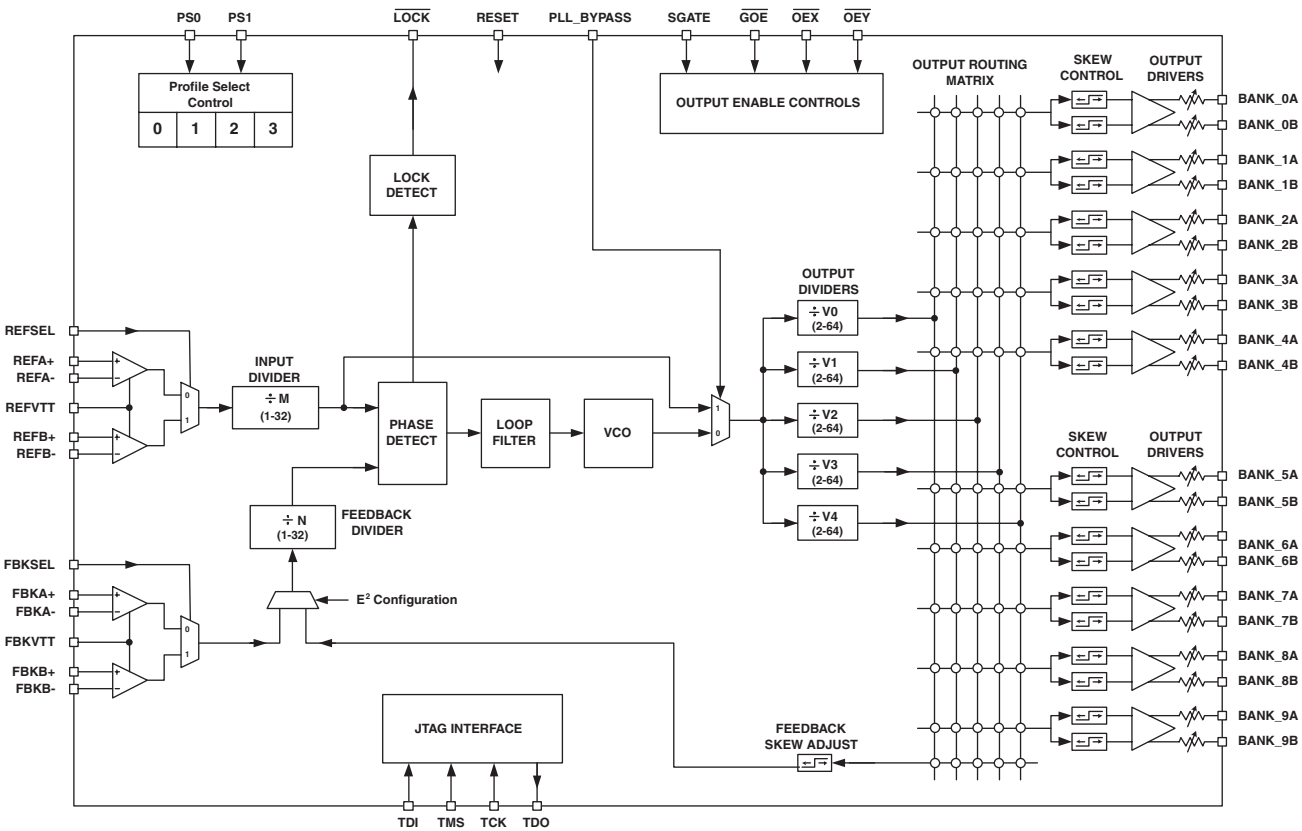 PS0 PS1 LOCK RESET PLL_BYPASS SGATE GOE OEX OEY
Profile Select
Control
0 1 2 3
OUTPUT ENABLE CONTROLS
OUTPUT ROUTING
MATRIX
SKEW
CONTROL
OUTPUT
DRIVERS
BANK_0A
BANK_0B
BANK_1A
BANK_1B
BANK_2A
BANK_2B
BANK_3A
BANK_3B
BANK_4A
BANK_4B
LOCK
DETECT
OUTPUT
DIVIDERS
÷ V0
(2-64)
÷ V1
(2-64)
÷ V2
(2-64)
÷ V3
(2-64)
÷ V4
(2-64)
REFSEL
REFA+
REFA-
REFVTT
REFB+
REFB-
+
−
+
−
0
1
INPUT
DIVIDER
÷ M
(1-32)
PHASE
DETECT
LOOP
FILTER
VCO
1
0
SKEW
CONTROL
OUTPUT
DRIVERS
BANK_5A
BANK_5B
BANK_6A
BANK_6B
BANK_7A
BANK_7B
BANK_8A
BANK_8B
BANK_9A
BANK_9B
÷ N
(1-32)
FEEDBACK
DIVIDER
E² Configuration
FBKSEL
FBKA+
FBKA-
FBKVTT
FBKB+
FBKB-
+
−
+
−
0
1
JTAG INTERFACE
FEEDBACK
SKEW ADJUST
TDI TMS TCK TDO